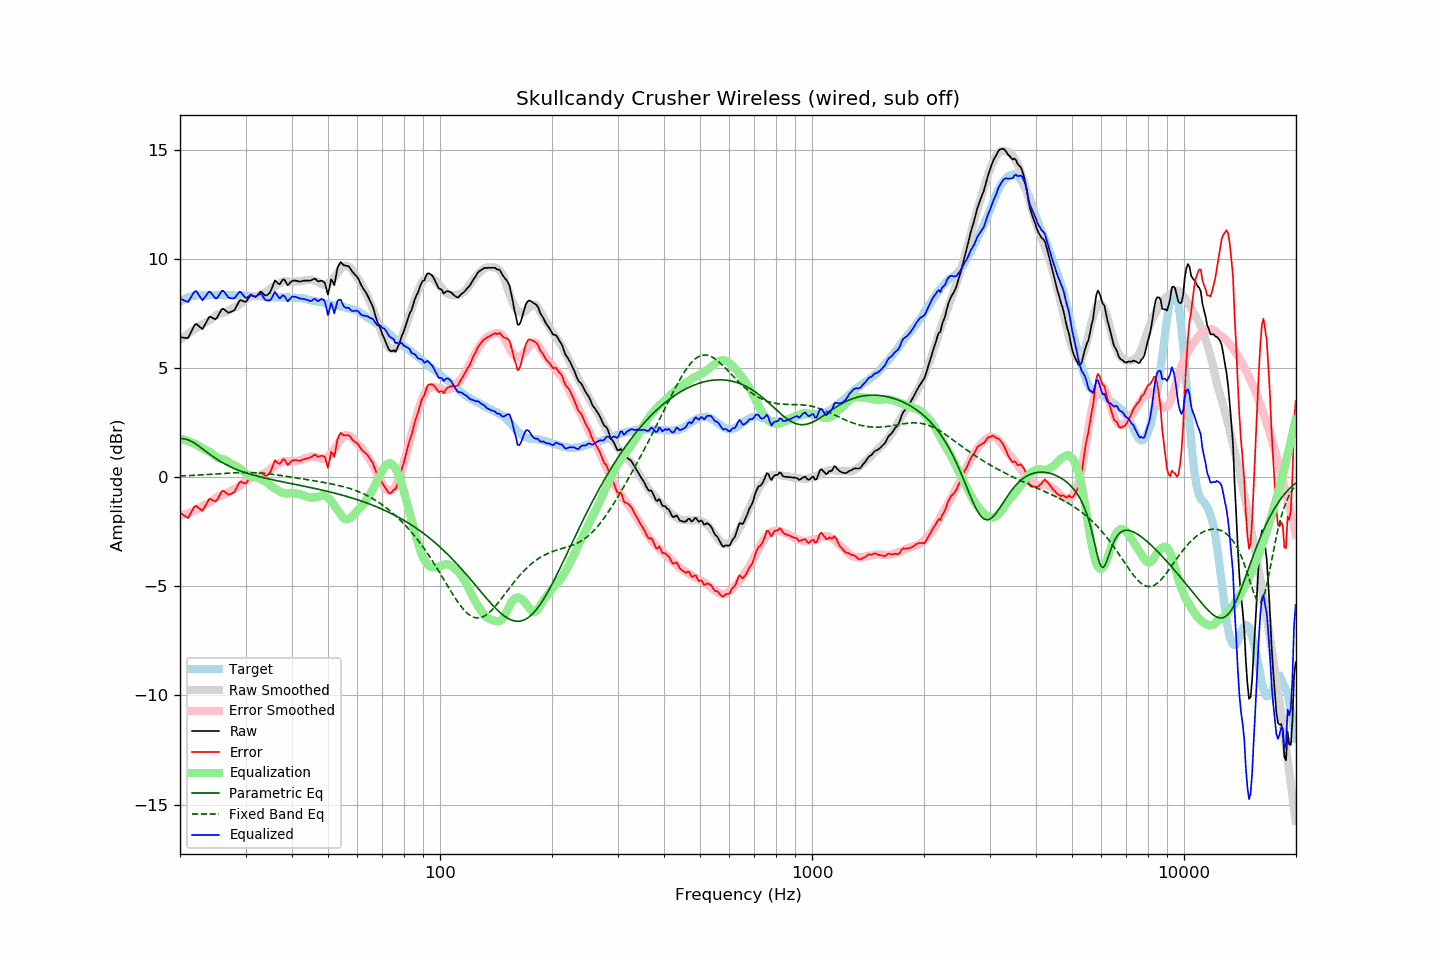 Skullcandy Crusher Wireless (wired, sub off)
15
10
5
0
−5
−10
−15
Amplitude (dBr)
Target
Raw Smoothed
Error Smoothed
Raw
Error
Equalization
Parametric Eq
Fixed Band Eq
Equalized
100
1000
10000
Frequency (Hz)